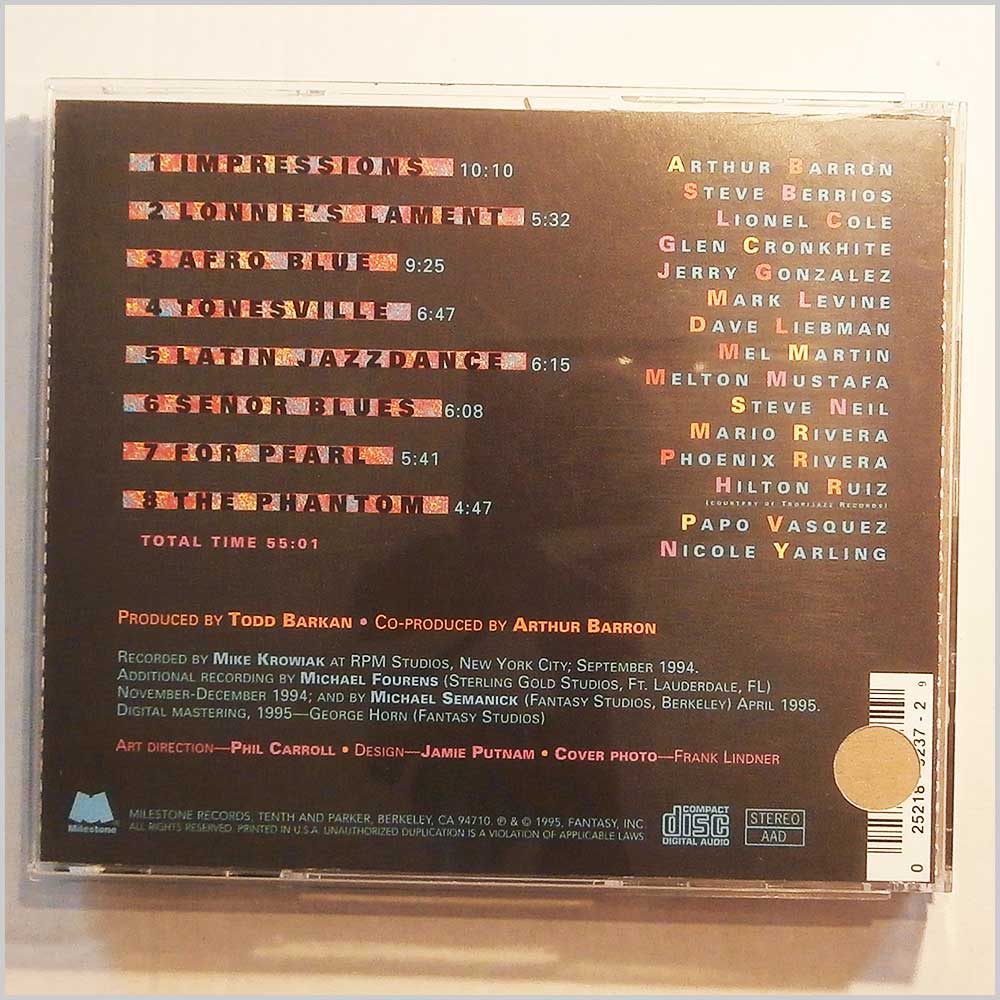 1 IMPRESSIONS 10:10
2 LONNIE'S LAMENT 5:32
3 AFRO BLUE 9:25
4 TONESVILLE 6:47
5 LATIN JAZZDANCE 6:15
6 SEÑOR BLUES 6:08
7 FOR PEARL 5:41
8 THE PHANTOM 4:47
TOTAL TIME 55:01
ARTHUR BARRON
STEVE BERRIOS
LIONEL COLE
GLEN CRONKHITE
JERRY GONZALEZ
MARK LEVINE
DAVE LIEBMAN
MEL MARTIN
MELTON MUSTAFA
STEVE NEIL
MARIO RIVERA
PHOENIX RIVERA
HILTON RUIZ
(COURTESY OF TROPIJAZZ RECORDS)
PAPO VASQUEZ
NICOLE YARLING
PRODUCED BY TODD BARKAN • CO-PRODUCED BY ARTHUR BARRON
RECORDED BY MIKE KROWIAK AT RPM STUDIOS, NEW YORK CITY; SEPTEMBER 1994.
ADDITIONAL RECORDING BY MICHAEL FOURENS (STERLING GOLD STUDIOS, FT. LAUDERDALE, FL)
NOVEMBER-DECEMBER 1994; AND BY MICHAEL SEMANICK (FANTASY STUDIOS, BERKELEY) APRIL 1995.
DIGITAL MASTERING, 1995—GEORGE HORN (FANTASY STUDIOS)
ART DIRECTION—PHIL CARROLL • DESIGN—JAMIE PUTNAM • COVER PHOTO—FRANK LINDNER
Milestone
MILESTONE RECORDS, TENTH AND PARKER, BERKELEY, CA 94710. ℗ & © 1995, FANTASY, INC.
ALL RIGHTS RESERVED. PRINTED IN U.S.A. UNAUTHORIZED DUPLICATION IS A VIOLATION OF APPLICABLE LAWS.
COMPACT
disc
DIGITAL AUDIO
STEREO
AAD
0 25218 237-2 9